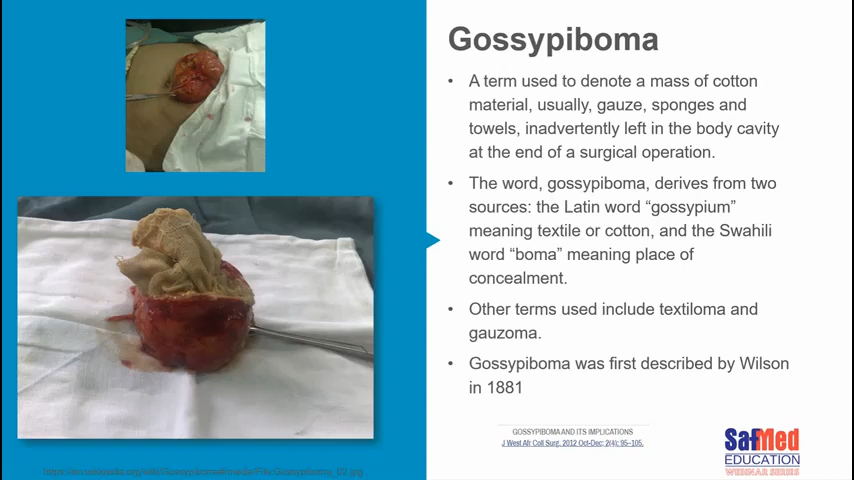 Gossypiboma
• A term used to denote a mass of cotton
material, usually, gauze, sponges and
towels, inadvertently left in the body cavity
at the end of a surgical operation.
• The word, gossypiboma, derives from two
sources: the Latin word “gossypium”
meaning textile or cotton, and the Swahili
word “boma” meaning place of
concealment.
• Other terms used include textiloma and
gauzoma.
• Gossypiboma was first described by Wilson
in 1881
GOSSYPIBOMA AND ITS IMPLICATIONS
J West Afr Coll Surg. 2012 Oct-Dec; 2(4): 95–105.
SafMed
EDUCATION
WEBINAR SERIES